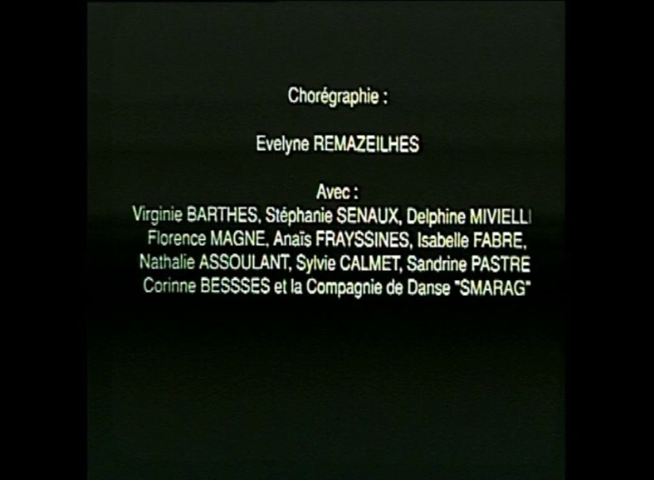 Chorégraphie :
Evelyne REMAZEILHES
Avec :
Virginie BARTHES, Stéphanie SENAUX, Delphine MIVIELLI
Florence MAGNE, Anaïs FRAYSSINES, Isabelle FABRE,
Nathalie ASSOULANT, Sylvie CALMET, Sandrine PASTRE
Corinne BESSSES et la Compagnie de Danse "SMARAG"